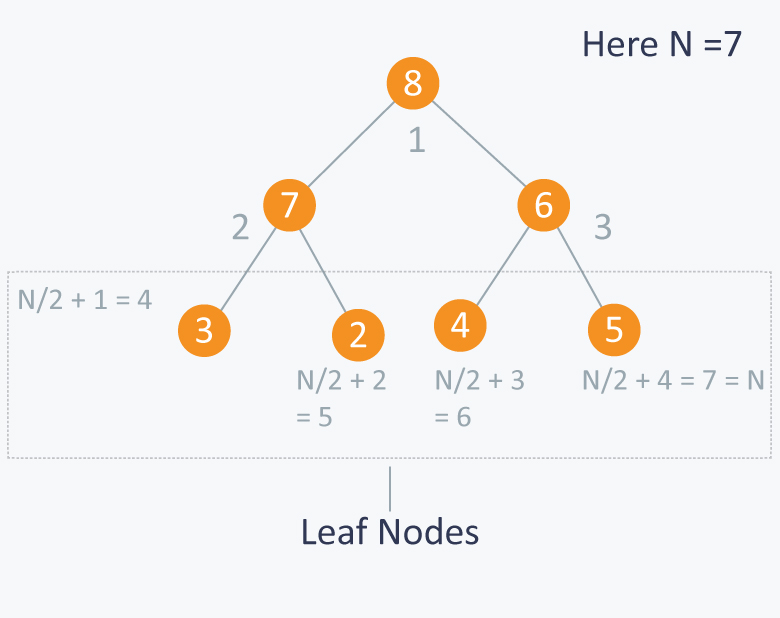 Here N =7
8
1
7
6
2
3
N/2 + 1 = 4
3
2
4
5
N/2 + 2
= 5
N/2 + 3
= 6
N/2 + 4 = 7 = N
Leaf Nodes